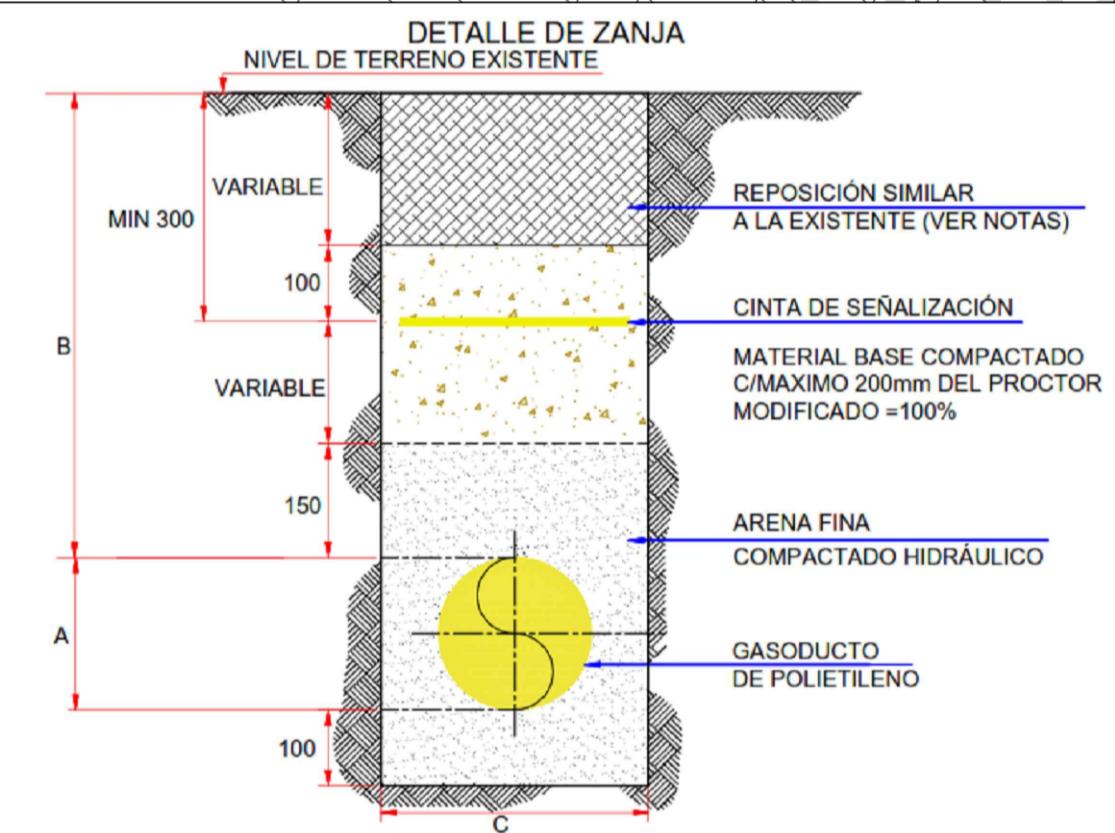 DETALLE DE ZANJA
NIVEL DE TERRENO EXISTENTE
VARIABLE
MIN 300
REPOSICIÓN SIMILAR
A LA EXISTENTE (VER NOTAS)
100
CINTA DE SEÑALIZACIÓN
B
MATERIAL BASE COMPACTADO
C/MAXIMO 200mm DEL PROCTOR
MODIFICADO =100%
VARIABLE
150
ARENA FINA
COMPACTADO HIDRÁULICO
A
GASODUCTO
DE POLIETILENO
100
C